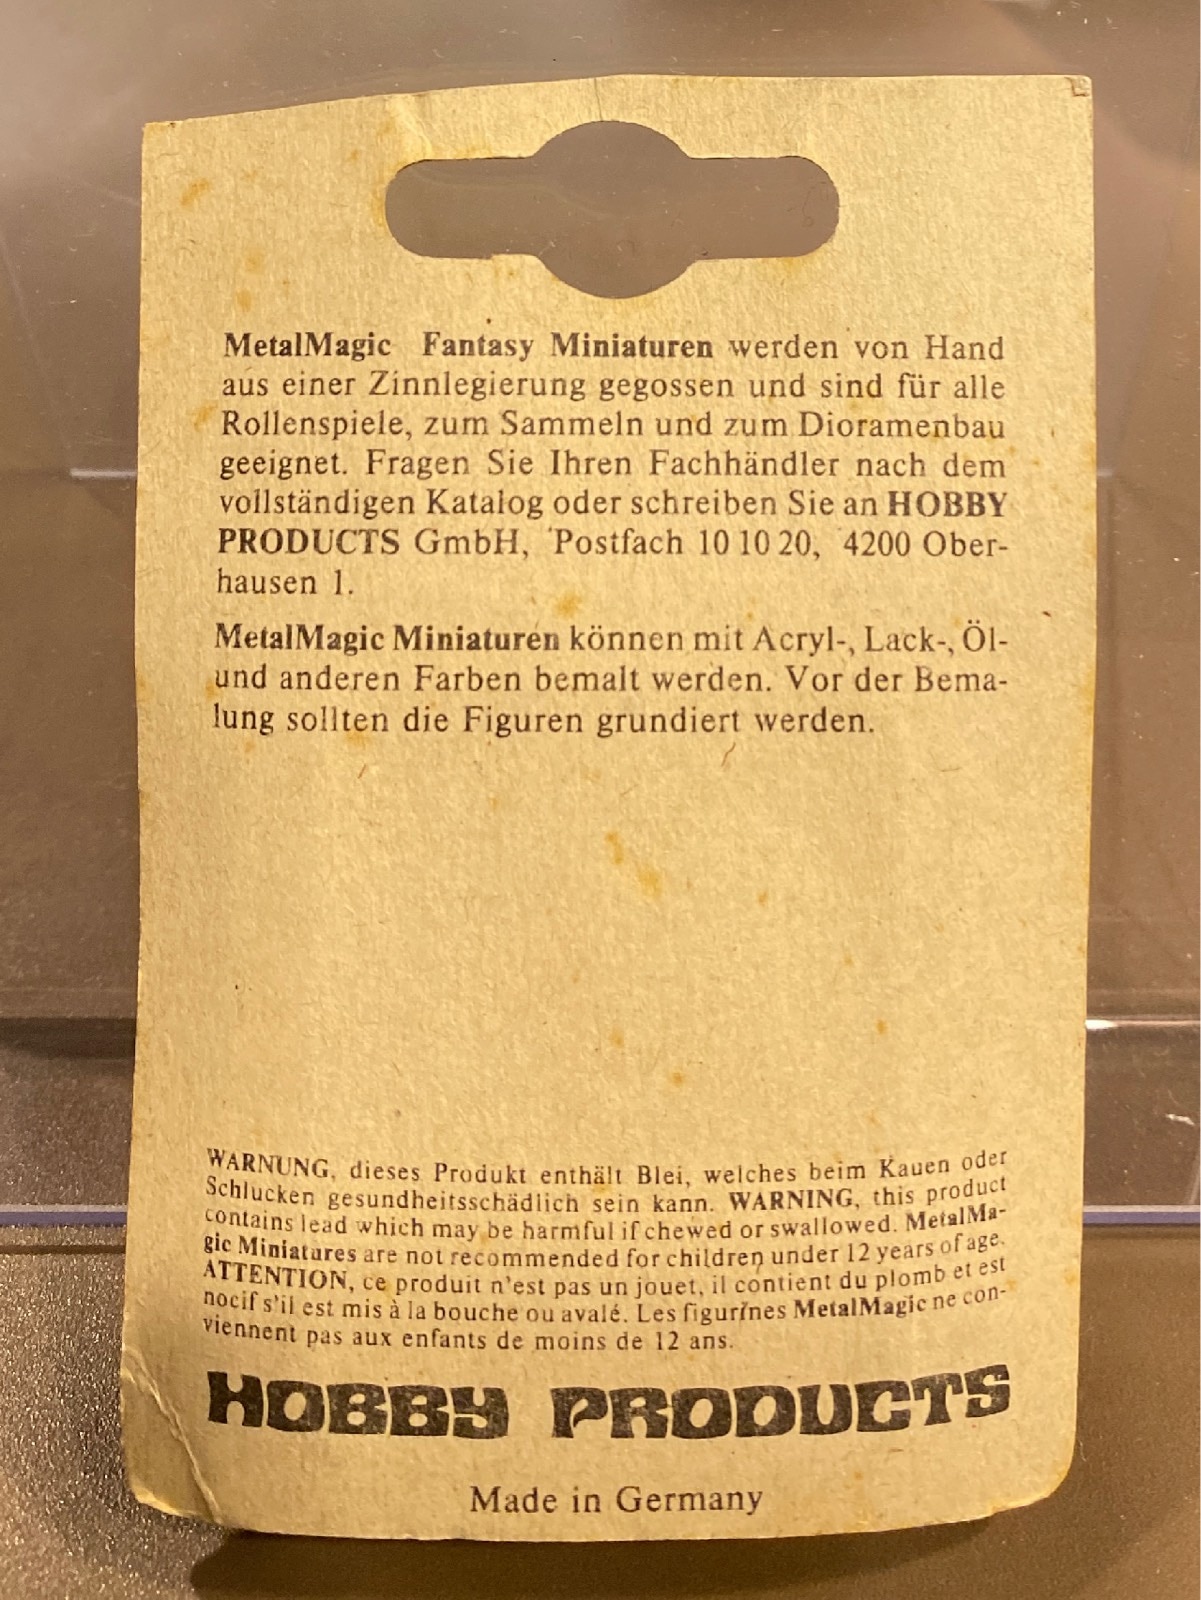 MetalMagic Fantasy Miniaturen werden von Hand
aus einer Zinnlegierung gegossen und sind für alle
Rollenspiele, zum Sammeln und zum Dioramenbau
geeignet. Fragen Sie Ihren Fachhändler nach dem
vollständigen Katalog oder schreiben Sie an HOBBY
PRODUCTS GmbH, Postfach 10 10 20, 4200 Ober-
hausen 1.
MetalMagic Miniaturen können mit Acryl-, Lack-, Öl-
und anderen Farben bemalt werden. Vor der Bema-
lung sollten die Figuren grundiert werden.
WARNUNG, dieses Produkt enthält Blei, welches beim Kauen oder
Schlucken gesundheitsschädlich sein kann. WARNING, this product
contains lead which may be harmful if chewed or swallowed. MetalMa-
gic Miniatures are not recommended for children under 12 years of age.
ATTENTION, ce produit n'est pas un jouet, il contient du plomb et est
nocif s'il est mis à la bouche ou avalé. Les figurines MetalMagic ne con-
viennent pas aux enfants de moins de 12 ans.
HOBBY PRODUCTS
Made in Germany